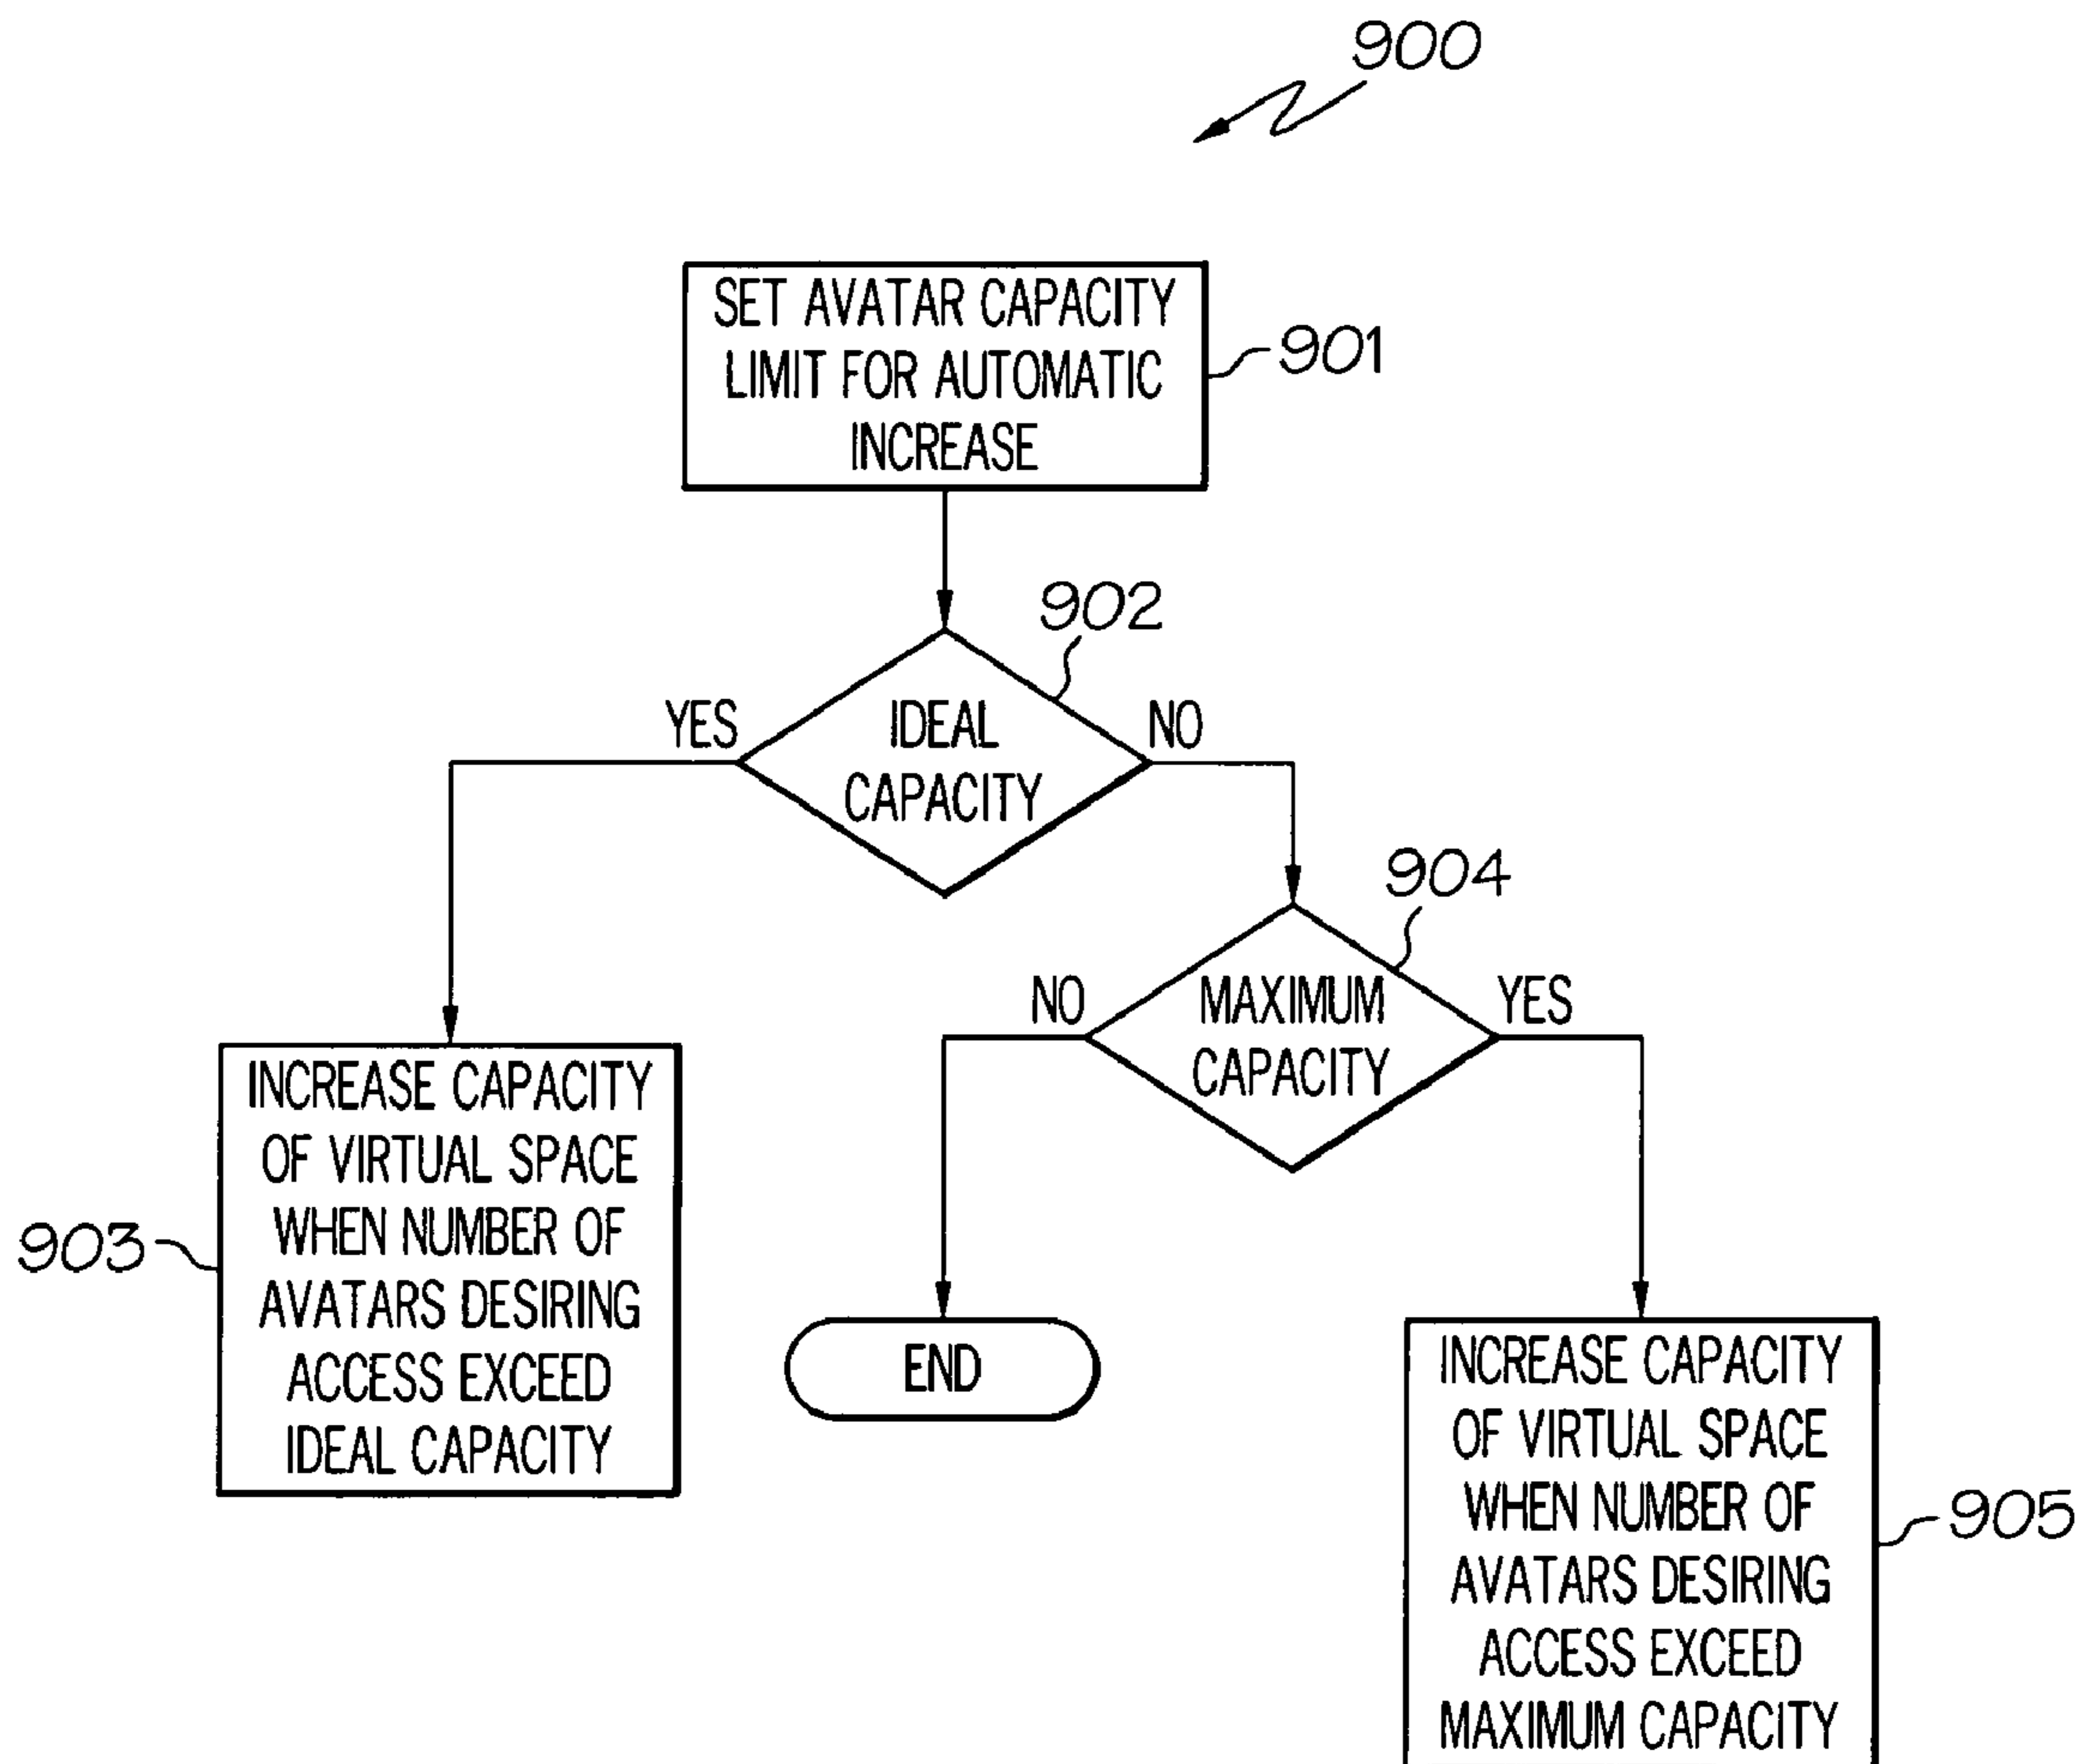 900
SET AVATAR CAPACITY
LIMIT FOR AUTOMATIC
INCREASE
901
902
YES
IDEAL
CAPACITY
NO
904
NO
MAXIMUM
CAPACITY
YES
INCREASE CAPACITY
OF VIRTUAL SPACE
WHEN NUMBER OF
AVATARS DESIRING
ACCESS EXCEED
IDEAL CAPACITY
903
END
INCREASE CAPACITY
OF VIRTUAL SPACE
WHEN NUMBER OF
AVATARS DESIRING
ACCESS EXCEED
MAXIMUM CAPACITY
905